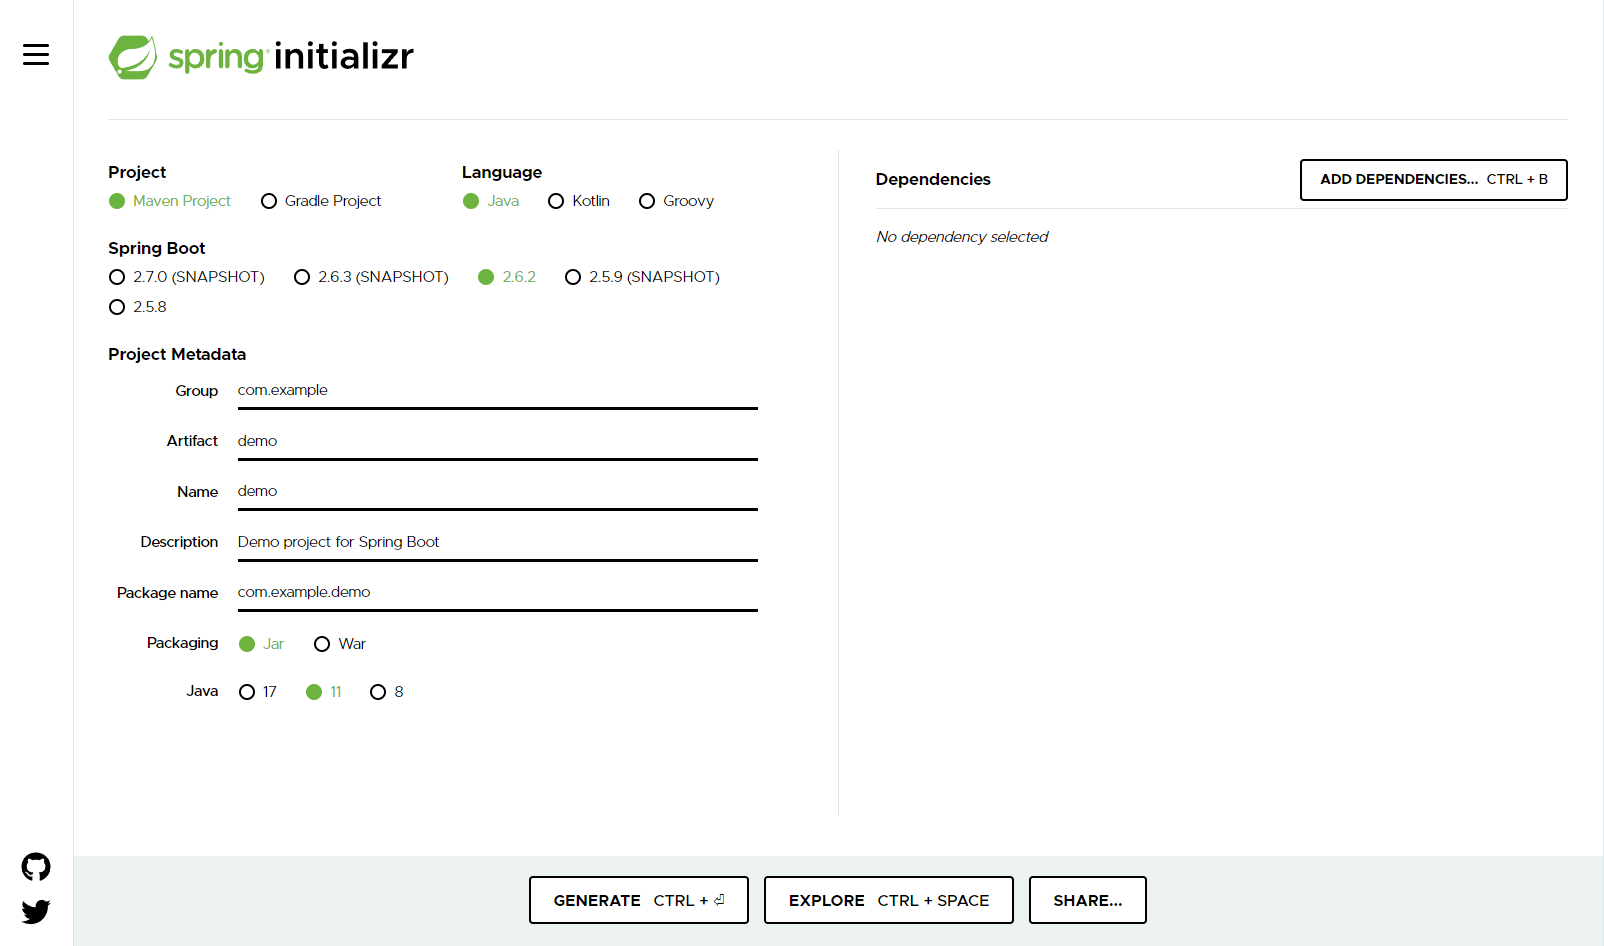 spring initializr
Project
Maven Project
Gradle Project
Language
Java
Kotlin
Groovy
Spring Boot
2.7.0 (SNAPSHOT)
2.6.3 (SNAPSHOT)
2.6.2
2.5.9 (SNAPSHOT)
2.5.8
Project Metadata
Group com.example
Artifact demo
Name demo
Description Demo project for Spring Boot
Package name com.example.demo
Packaging Jar War
Java 17 11 8
Dependencies
ADD DEPENDENCIES... CTRL + B
No dependency selected
GENERATE CTRL + ⏎
EXPLORE CTRL + SPACE
SHARE...